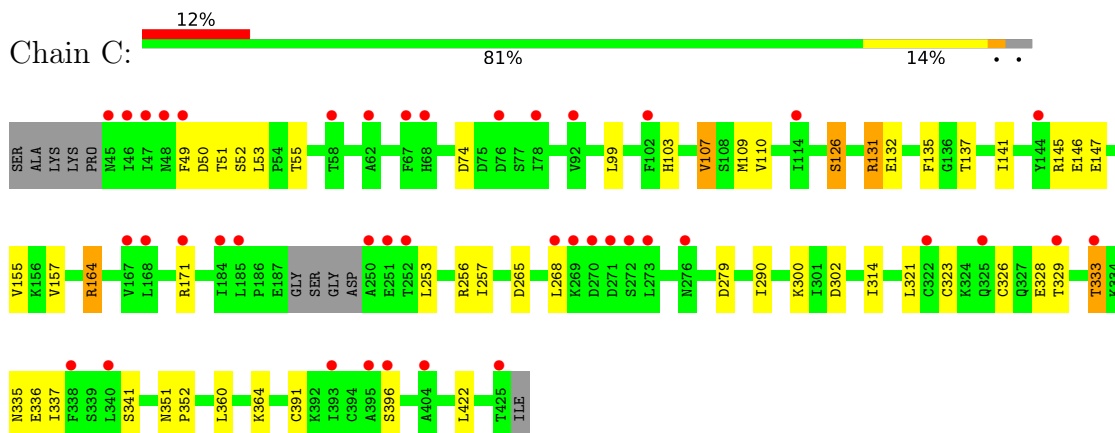 12%
Chain C:
81% 14% • •
SER ALA LYS LYS PRO N45 I46 I47 N48 F49 D50 T51 S52 L53 P54 T55 T58 A62 F67 H68 D74 D75 D76 S77 I78 V92 L99 F102 H103 V107 S108 M109 V110 I114 S126 R131 E132 F135 G136 T137 I141 Y144 R145 E146 E147
V155 K156 V157 R164 V167 L168 R171 I184 L185 P186 E187 GLY SER GLY ASP A250 E251 T252 L253 R256 I257 D265 L268 K269 D270 D271 S272 L273 N276 D279 I290 K300 I301 D302 I314 L321 C322 C323 K324 Q325 C326 Q327 E328 T329 T333 K334
N335 E336 I337 F338 S339 L340 S341 N351 P352 L360 K364 C391 K392 I393 C394 A395 S396 A404 L422 T425 ILE